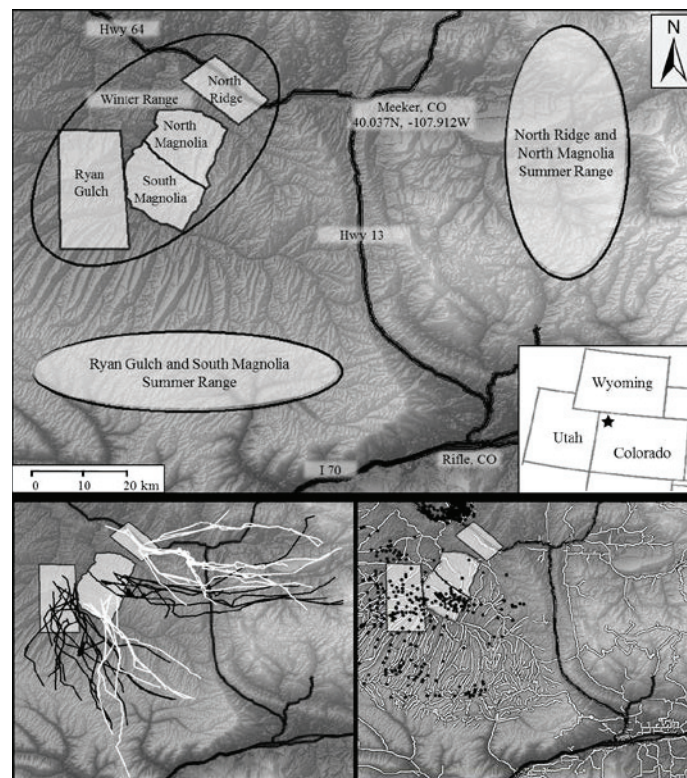 Hwy 64
N
North
Ridge
Winter Range
Meeker, CO
40.037N, -107.912W
North
Magnolia
North Ridge and
North Magnolia
Summer Range
Ryan
Gulch
South
Magnolia
Hwy 13
Ryan Gulch and South Magnolia
Summer Range
Wyoming
Utah
Colorado
Rifle, CO
I 70
0 10 20 km